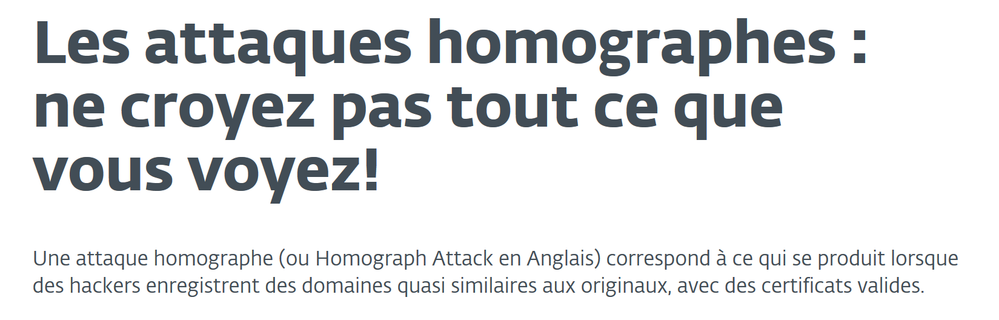 Les attaques homographes :
ne croyez pas tout ce que
vous voyez!
Une attaque homographe (ou Homograph Attack en Anglais) correspond à ce qui se produit lorsque
des hackers enregistrent des domaines quasi similaires aux originaux, avec des certificats valides.